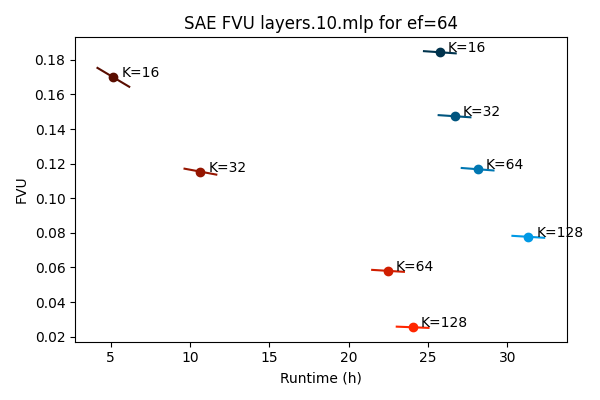 SAE FVU layers.10.mlp for ef=64
FVU
0.18
0.16
0.14
0.12
0.10
0.08
0.06
0.04
0.02
K=16
K=32
K=64
K=128
K=16
K=32
K=64
K=128
5
10
15
20
25
30
Runtime (h)